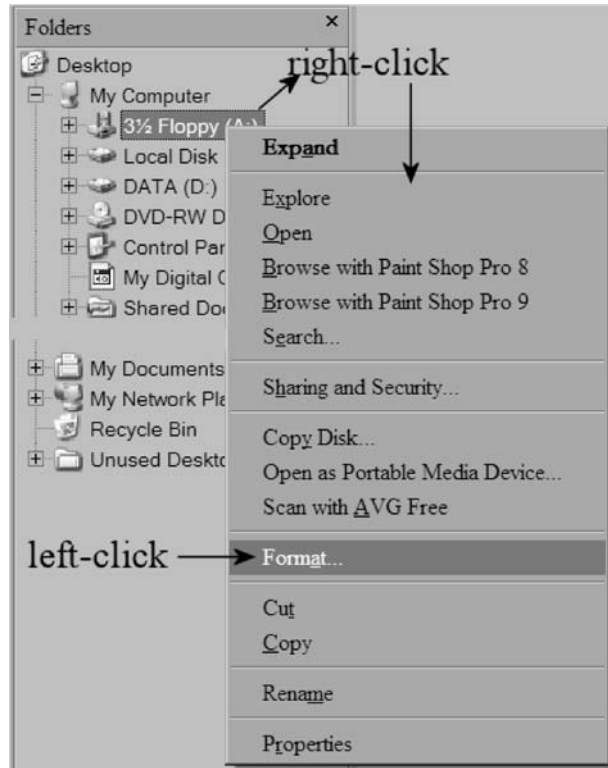 Folders ×
Desktop
right-click
My Computer
3½ Floppy (A:)
Expand
Local Disk
DATA (D:)
Explore
DVD-RW D
Open
Control Par
Browse with Paint Shop Pro 8
My Digital C
Browse with Paint Shop Pro 9
Shared Doc
Search...
My Documents
Sharing and Security...
My Network Pla
Recycle Bin
Copy Disk...
Unused Deskto
Open as Portable Media Device...
Scan with AVG Free
left-click
Format...
Cut
Copy
Rename
Properties